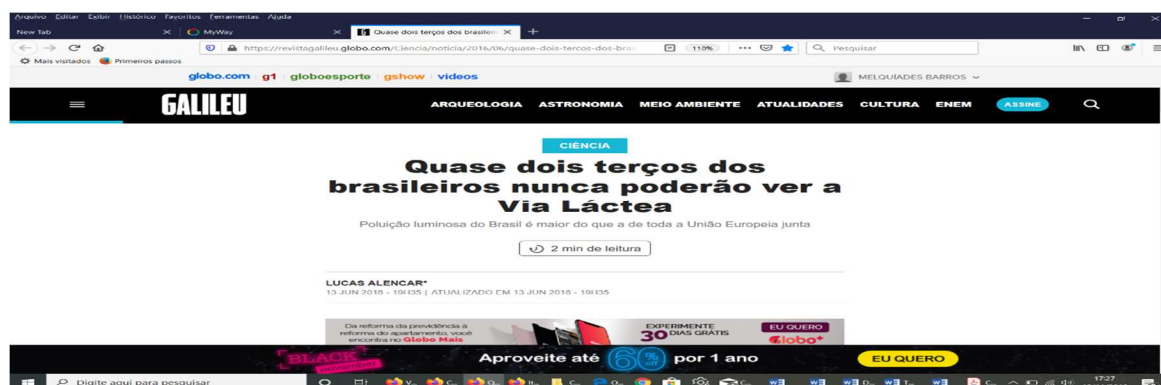 Arquivo Editar Exibir Histórico Favoritos Ferramentas Ajuda
New Tab MyWay Quase dois terços dos brasileir
https://revistagalileu.globo.com/Ciencia/noticia/2016/06/quase-dois-tercos-dos-bras 110% Pesquisar
Mais visitados Primeiros passos
globo.com g1 globoesporte gshow vídeos MELQUÍADES BARROS
GALILEU ARQUEOLOGIA ASTRONOMIA MEIO AMBIENTE ATUALIDADES CULTURA ENEM ASSINE
CIÊNCIA
Quase dois terços dos
brasileiros nunca poderão ver a
Via Láctea
Poluição luminosa do Brasil é maior do que a de toda a União Europeia junta
2 min de leitura
LUCAS ALENCAR*
13 JUN 2016 - 19H35 | ATUALIZADO EM 13 JUN 2016 - 19H35
Da reforma da previdência à
reforma do apartamento, você
encontra no Globo Mais
EXPERIMENTE
30 DIAS GRÁTIS
EU QUERO
Globo+
BLACK
Aproveite até 60% por 1 ano EU QUERO
Digite aqui para pesquisar 17:27